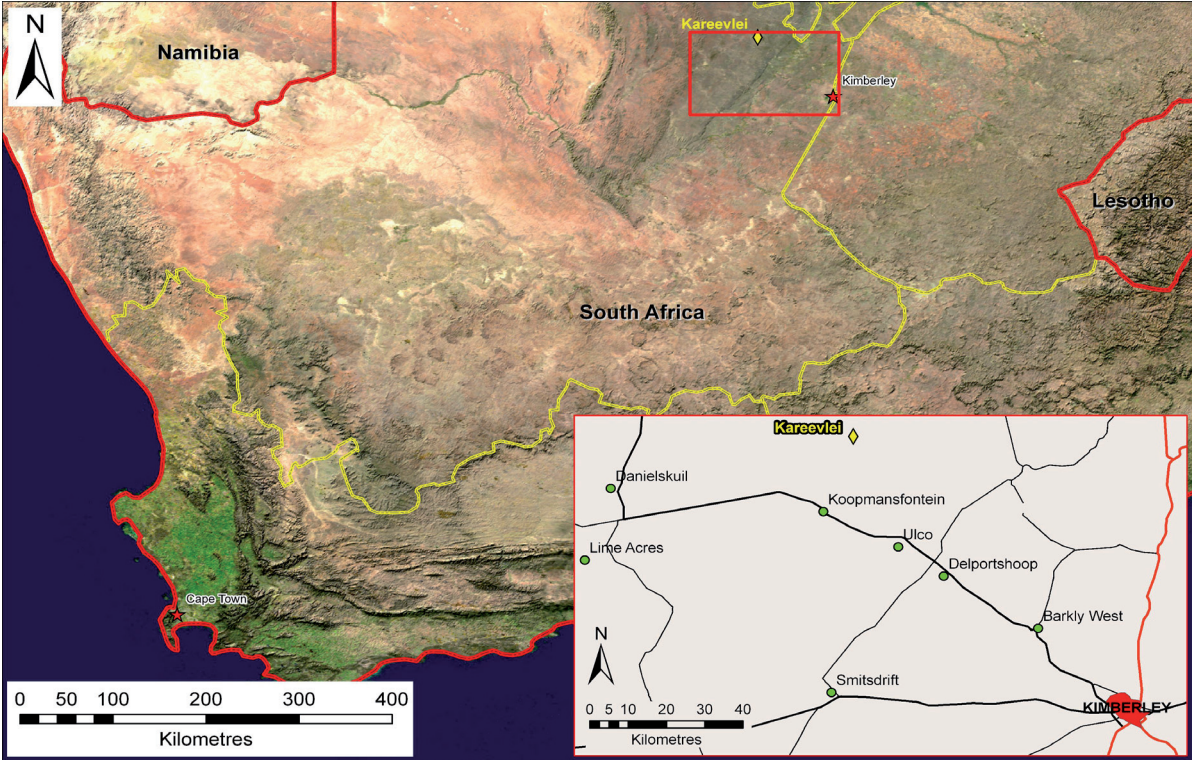 N
Namibia
Kareevlei
Kimberley
Lesotho
South Africa
Cape Town
0 50 100 200 300 400
Kilometres
Kareevlei
Danielskuil
Koopmansfontein
Ulco
Lime Acres
Delportshoop
Barkly West
N
Smitsdrift
KIMBERLEY
0 5 10 20 30 40
Kilometres